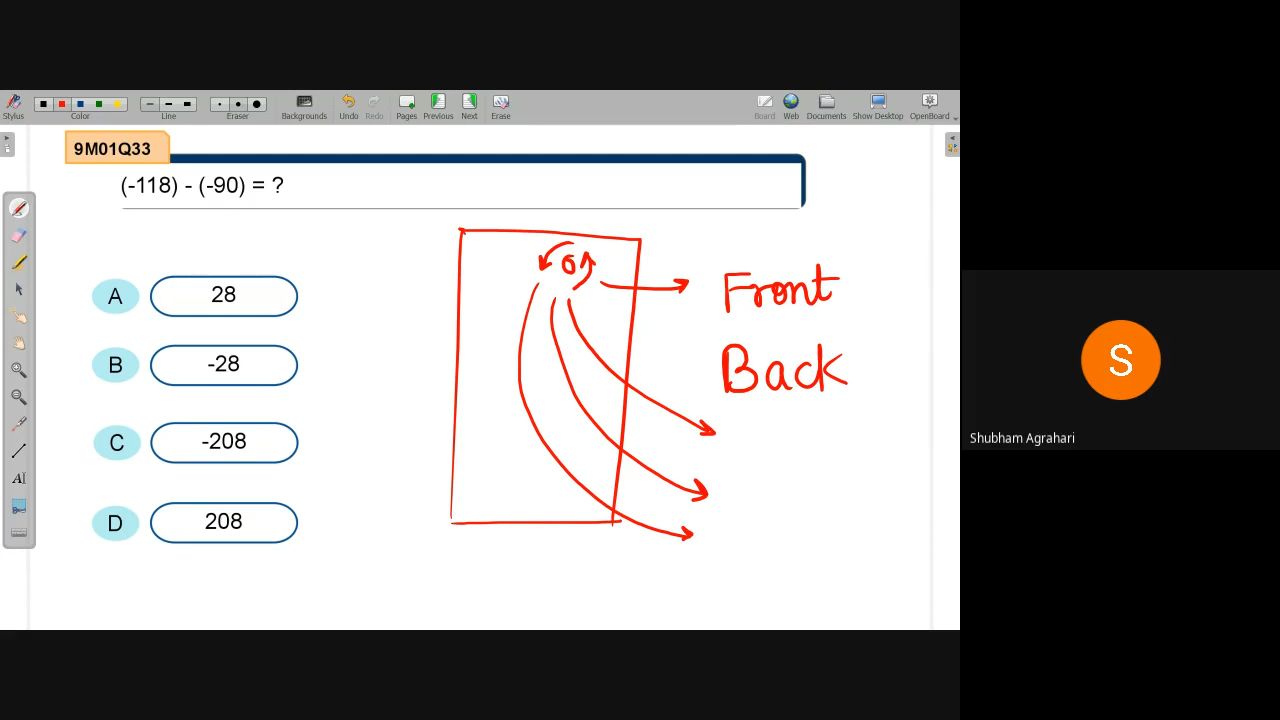 Stylus
Color
Line
Eraser
Backgrounds
Undo
Redo
Pages
Previous
Next
Erase
Board
Web
Documents
Show Desktop
OpenBoard
9M01Q33
(-118) - (-90) = ?
A 28
B -28
C -208
D 208
Front
Back
AI
S
Shubham Agrahari